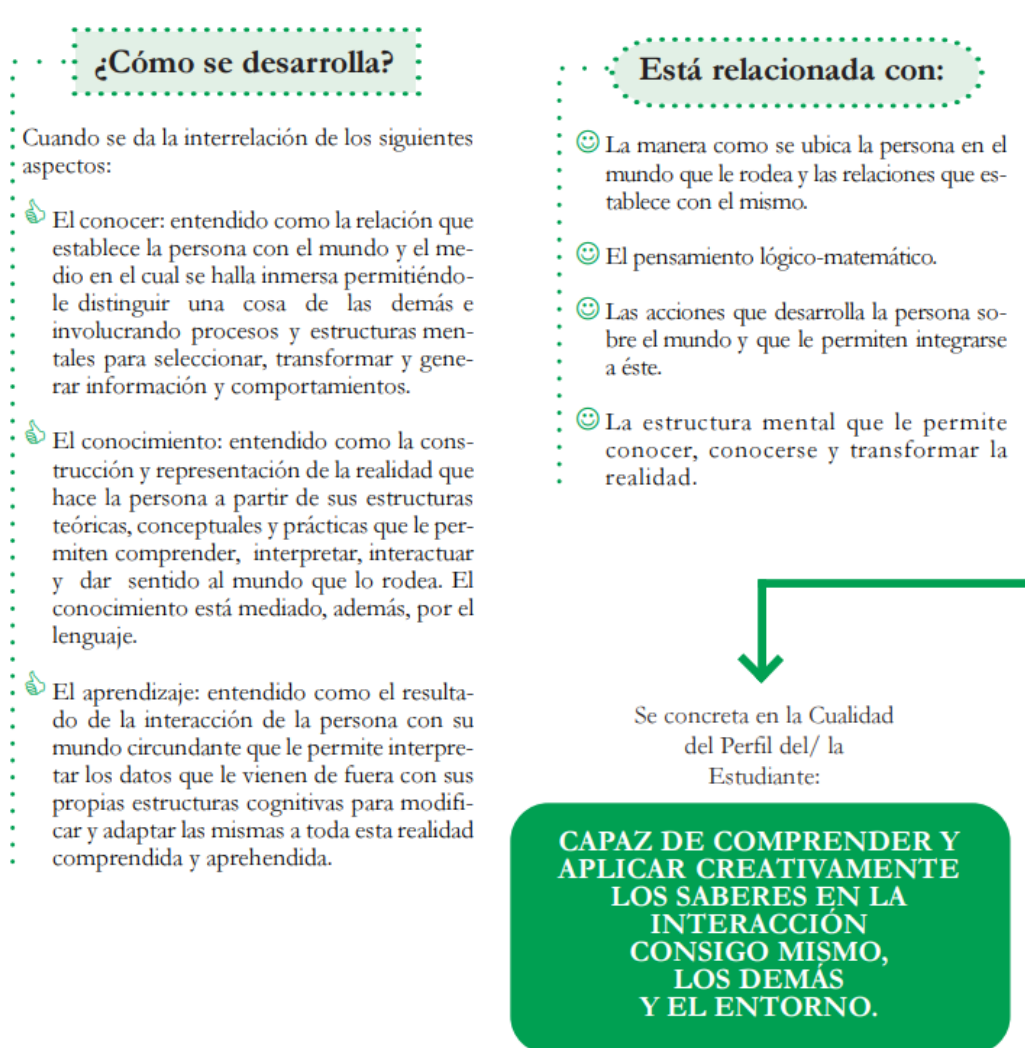 ¿Cómo se desarrolla?
Cuando se da la interrelación de los siguientes
aspectos:
El conocer: entendido como la relación que
establece la persona con el mundo y el me-
dio en el cual se halla inmersa permitiéndo-
le distinguir una cosa de las demás e
involucrando procesos y estructuras men-
tales para seleccionar, transformar y gene-
rar información y comportamientos.
El conocimiento: entendido como la cons-
trucción y representación de la realidad que
hace la persona a partir de sus estructuras
teóricas, conceptuales y prácticas que le per-
miten comprender, interpretar, interactuar
y dar sentido al mundo que lo rodea. El
conocimiento está mediado, además, por el
lenguaje.
El aprendizaje: entendido como el resulta-
do de la interacción de la persona con su
mundo circundante que le permite interpre-
tar los datos que le vienen de fuera con sus
propias estructuras cognitivas para modifi-
car y adaptar las mismas a toda esta realidad
comprendida y aprehendida.
Está relacionada con:
La manera como se ubica la persona en el
mundo que le rodea y las relaciones que es-
tablece con el mismo.
El pensamiento lógico-matemático.
Las acciones que desarrolla la persona so-
bre el mundo y que le permiten integrarse
a éste.
La estructura mental que le permite
conocer, conocerse y transformar la
realidad.
Se concreta en la Cualidad
del Perfil del/ la
Estudiante:
CAPAZ DE COMPRENDER Y
APLICAR CREATIVAMENTE
LOS SABERES EN LA
INTERACCIÓN
CONSIGO MISMO,
LOS DEMÁS
Y EL ENTORNO.